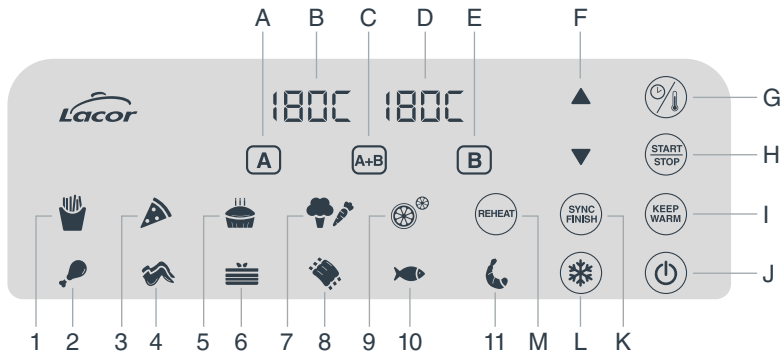 A B C D E F
Lacor 180C 180C G
A A+B B START STOP H
REHEAT SYNC FINISH KEEP WARM I
J
1 2 3 4 5 6 7 8 9 10 11 M L K